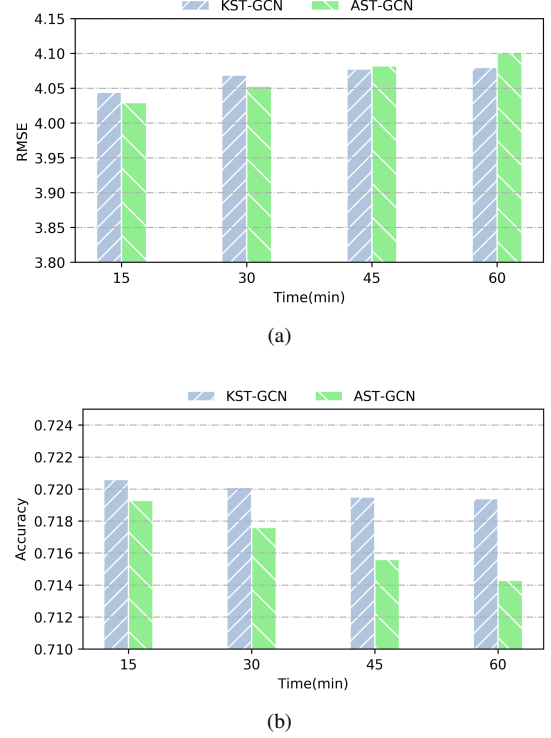 KST-GCN AST-GCN
4.15
4.10
4.05
4.00
3.95
3.90
3.85
3.80
RMSE
15 30 45 60
Time(min)
(a)
KST-GCN AST-GCN
0.724
0.722
0.720
0.718
0.716
0.714
0.712
0.710
Accuracy
15 30 45 60
Time(min)
(b)